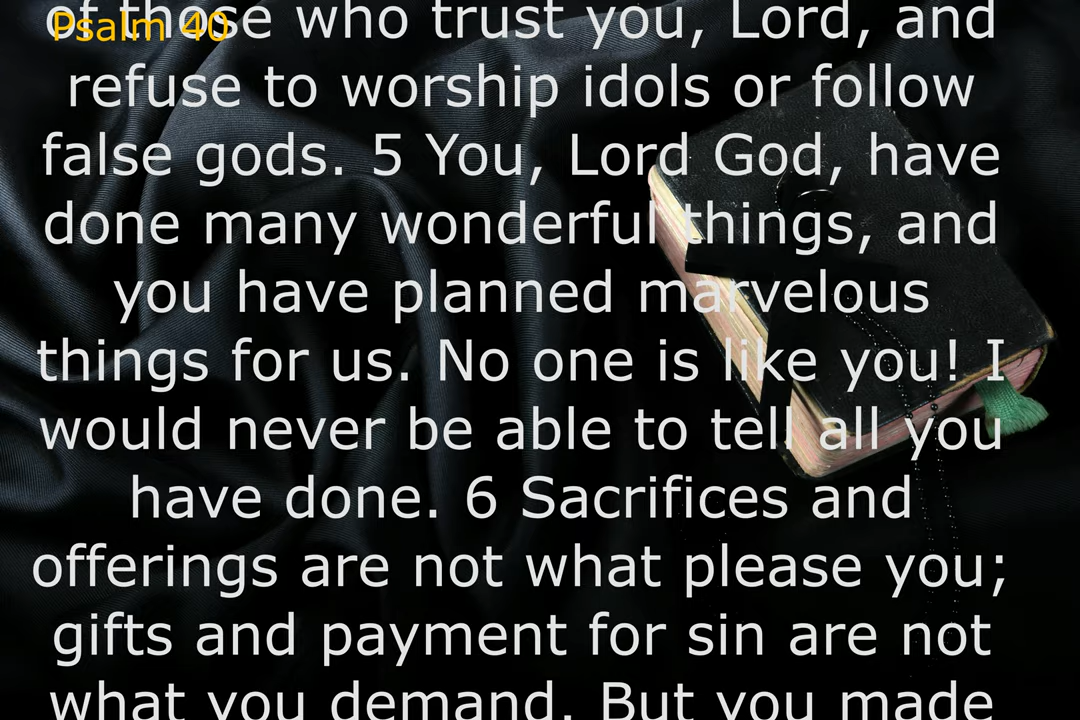 Psalm 40
of those who trust you, Lord, and
refuse to worship idols or follow
false gods. 5 You, Lord God, have
done many wonderful things, and
you have planned marvelous
things for us. No one is like you! I
would never be able to tell all you
have done. 6 Sacrifices and
offerings are not what please you;
gifts and payment for sin are not
what you demand. But you made